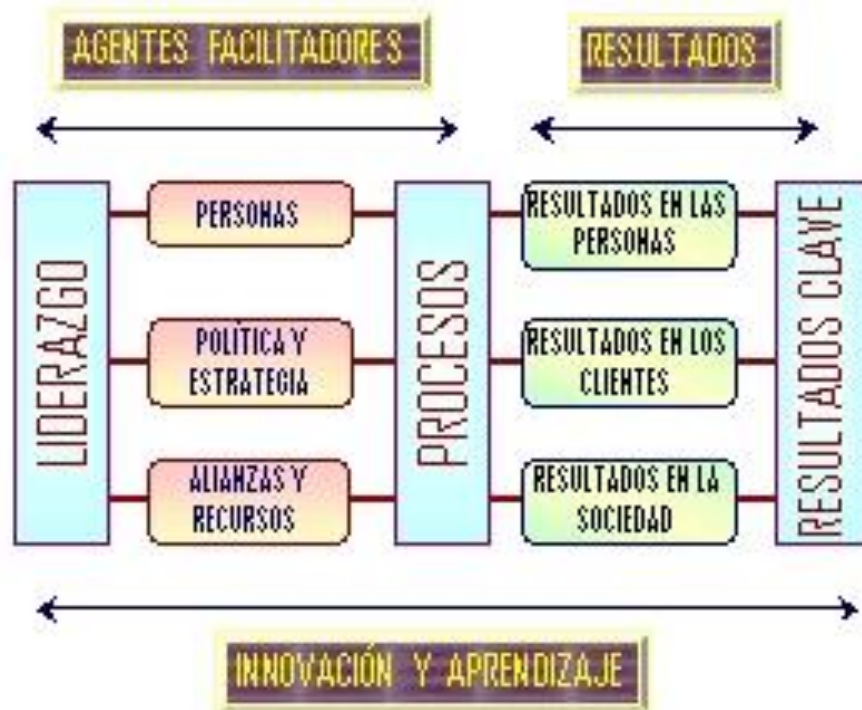 AGENTES FACILITADORES
RESULTADOS
LIDERAZGO
PERSONAS
POLÍTICA Y
ESTRATEGIA
ALIANZAS Y
RECURSOS
PROCESOS
RESULTADOS EN LAS
PERSONAS
RESULTADOS EN LOS
CLIENTES
RESULTADOS EN LA
SOCIEDAD
RESULTADOS CLAVE
INNOVACIÓN Y APRENDIZAJE